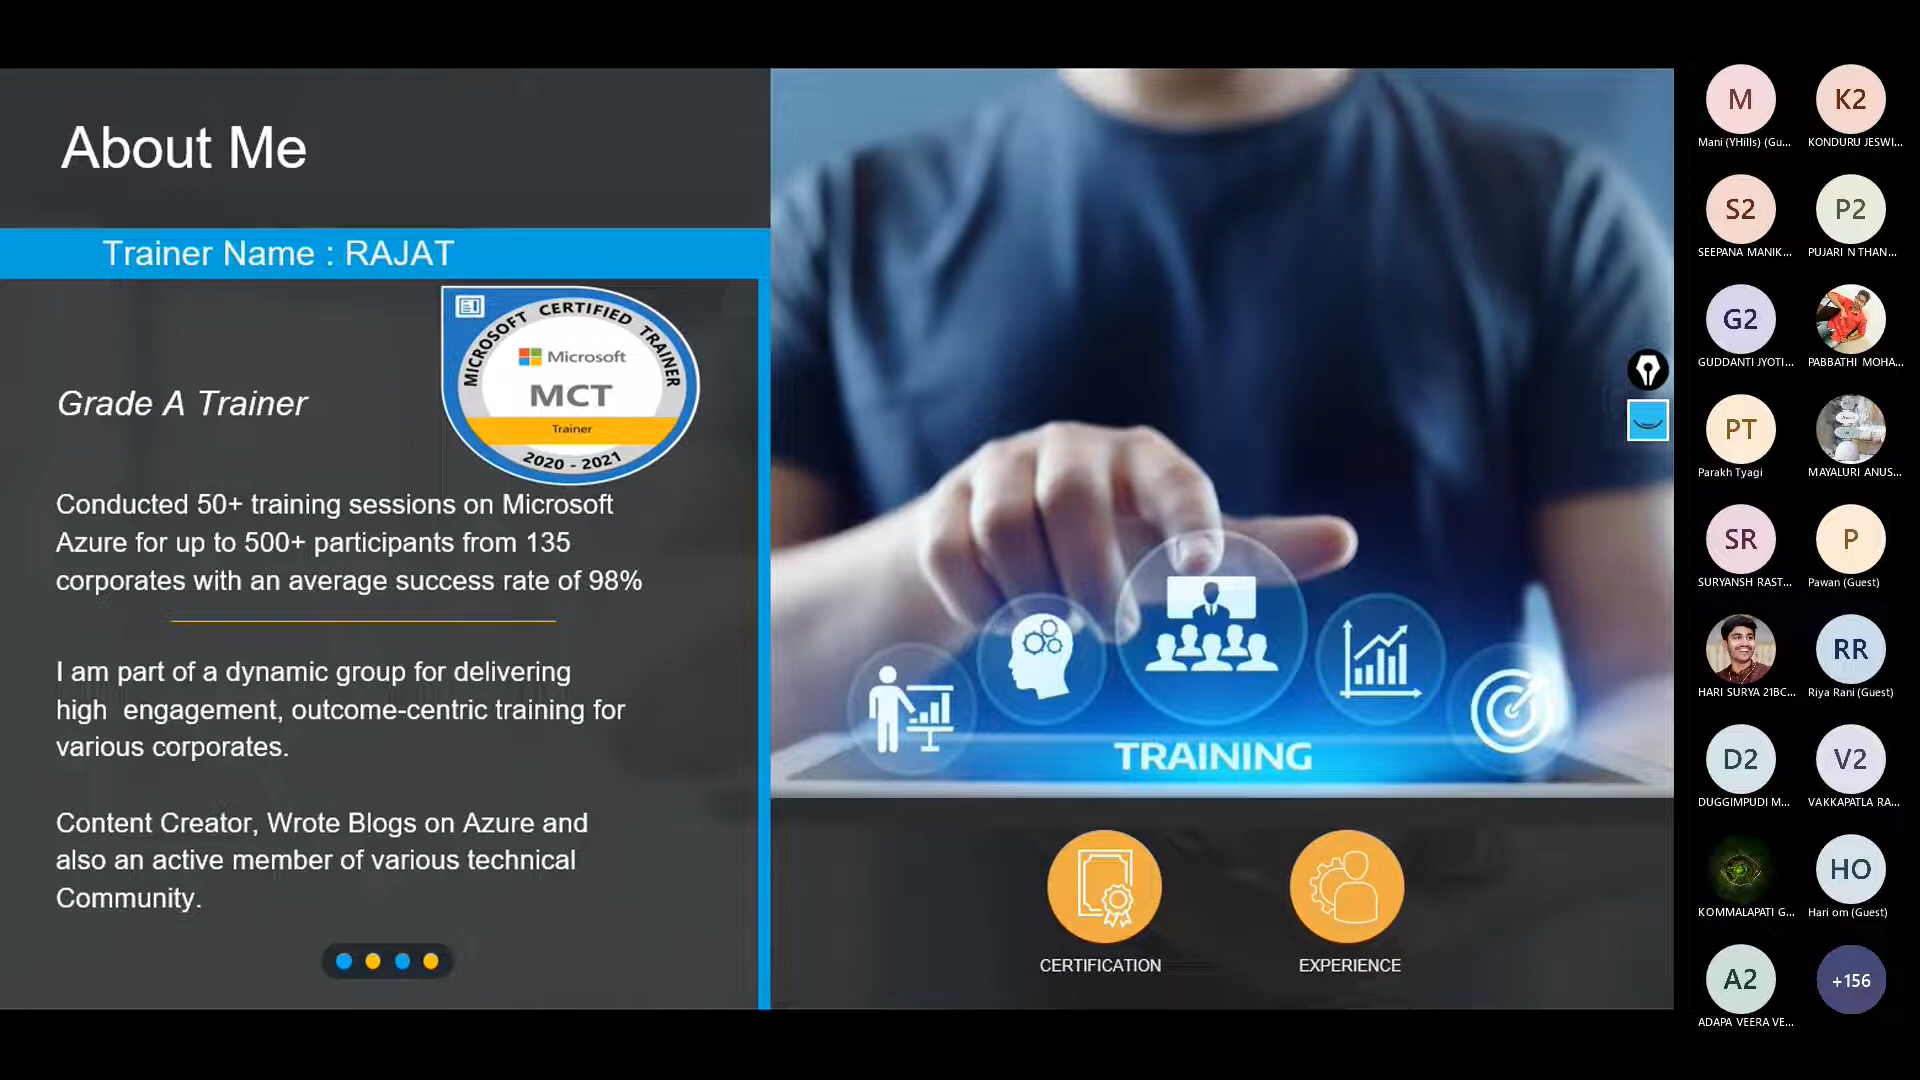 About Me
Trainer Name : RAJAT
MICROSOFT CERTIFIED TRAINER
Microsoft
MCT
Trainer
2020 - 2021
Grade A Trainer
Conducted 50+ training sessions on Microsoft
Azure for up to 500+ participants from 135
corporates with an average success rate of 98%
I am part of a dynamic group for delivering
high engagement, outcome-centric training for
various corporates.
Content Creator, Wrote Blogs on Azure and
also an active member of various technical
Community.
TRAINING
CERTIFICATION
EXPERIENCE
M
Mani (YHills) (Gu...
K2
KONDURU JESWI...
S2
SEEPANA MANIK...
P2
PUJARI N THAN...
G2
GUDDANTI JYOTI...
PABBATHI MOHA...
PT
Parakh Tyagi
MAYALURI ANUS...
SR
SURYANSH RAST...
P
Pawan (Guest)
HARI SURYA 21BC...
RR
Riya Rani (Guest)
D2
DUGGIMPUDI M...
V2
VAKKAPATLA RA...
KOMMALAPATI G...
HO
Hari om (Guest)
A2
ADAPA VEERA VE...
+156